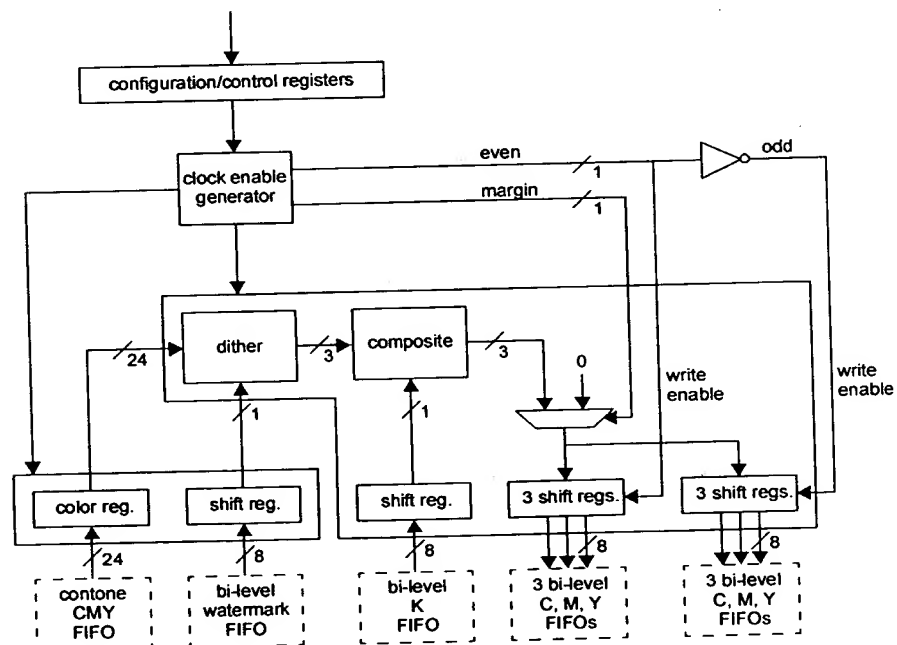 configuration/control registers
clock enable
generator
even
1
odd
margin
1
dither
composite
24
3
3
0
write
enable
write
enable
1
1
color reg.
shift reg.
shift reg.
3 shift regs.
3 shift regs.
24
8
8
8
8
contone
CMY
FIFO
bi-level
watermark
FIFO
bi-level
K
FIFO
3 bi-level
C, M, Y
FIFOs
3 bi-level
C, M, Y
FIFOs